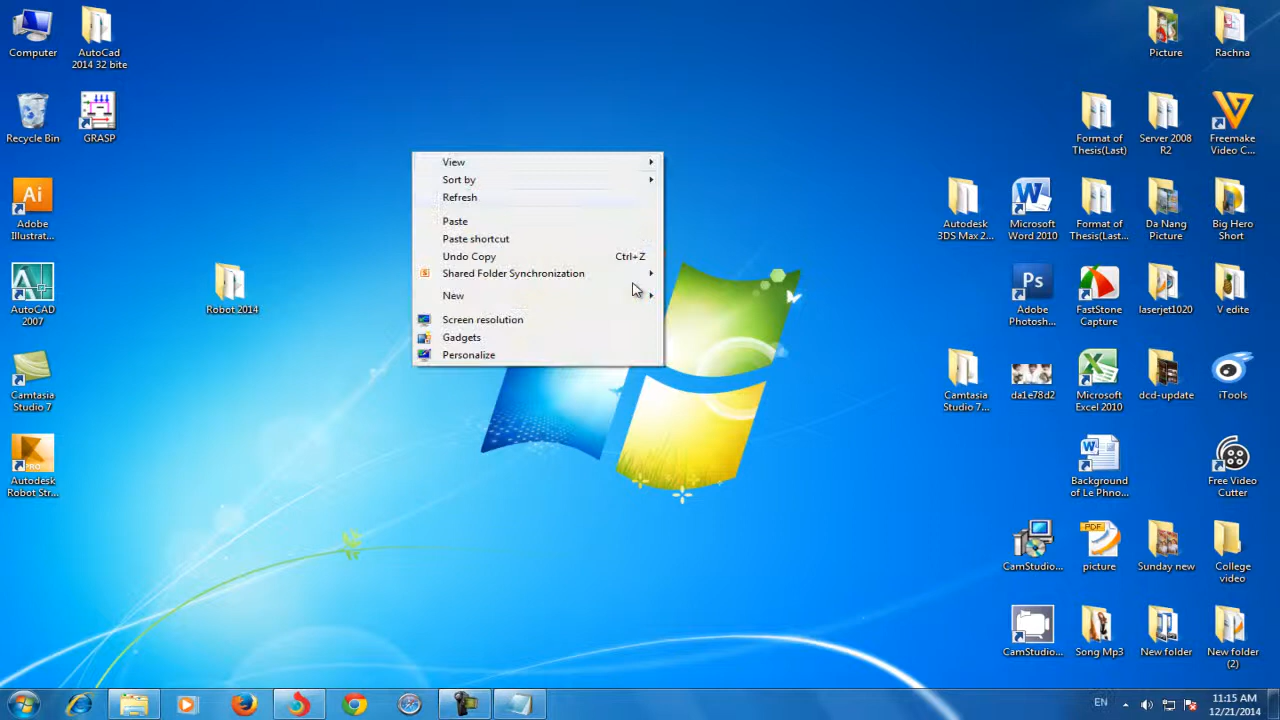 Computer
AutoCad
2014 32 bite
Recycle Bin
GRASP
Ai
Adobe
Illustrat...
AutoCAD
2007
Camtasia
Studio 7
PRO
Autodesk
Robot Str...
Robot 2014
View
Sort by
Refresh
Paste
Paste shortcut
Undo Copy Ctrl+Z
Shared Folder Synchronization
New
Screen resolution
Gadgets
Personalize
Picture
Rachna
Format of
Thesis(Last)
Server 2008
R2
Freemake
Video C...
Autodesk
3DS Max 2...
W
Microsoft
Word 2010
Format of
Thesis(Last...
Da Nang
Picture
Big Hero
Short
Ps
Adobe
Photosh...
FastStone
Capture
laserjet1020
V edite
Camtasia
Studio 7...
da1e78d2
Microsoft
Excel 2010
dcd-update
iTools
W
Background
of Le Phno...
Free Video
Cutter
CamStudio...
PDF
picture
Sunday new
College
video
CamStudio...
Song Mp3
New folder
New folder
(2)
EN
11:15 AM
12/21/2014